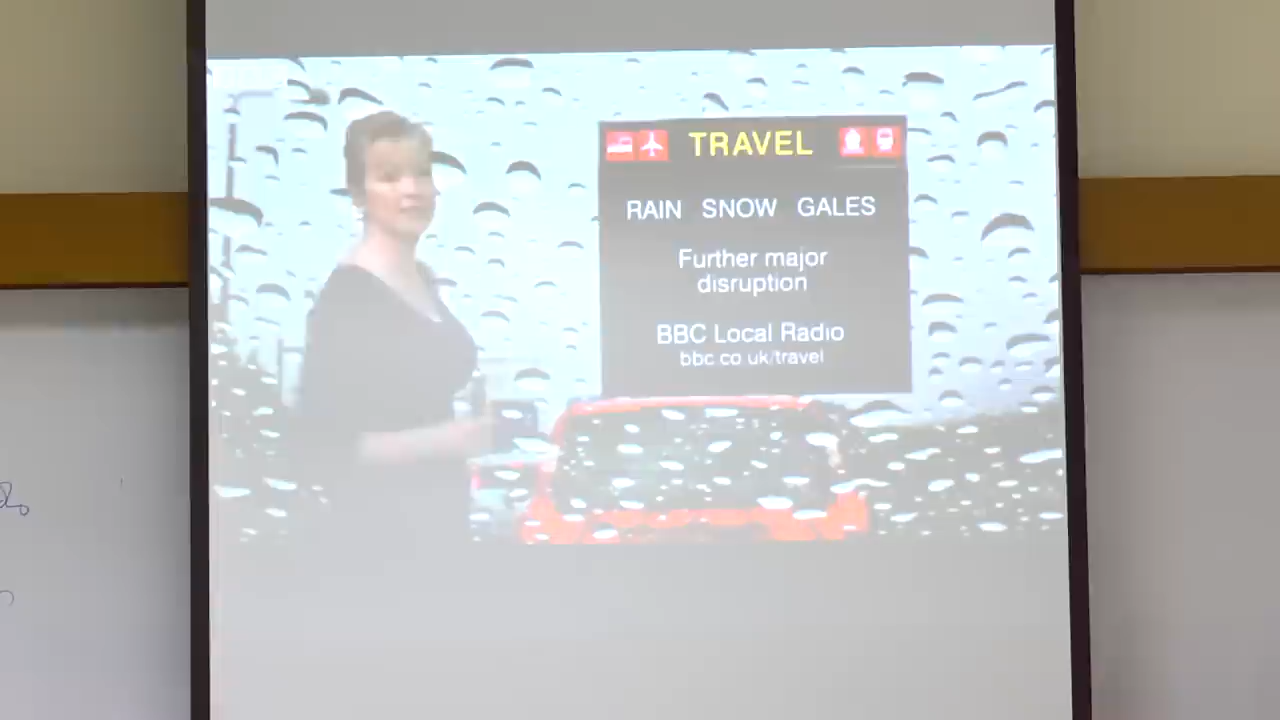 TRAVEL
RAIN SNOW GALES
Further major
disruption
BBC Local Radio
bbc.co.uk/travel